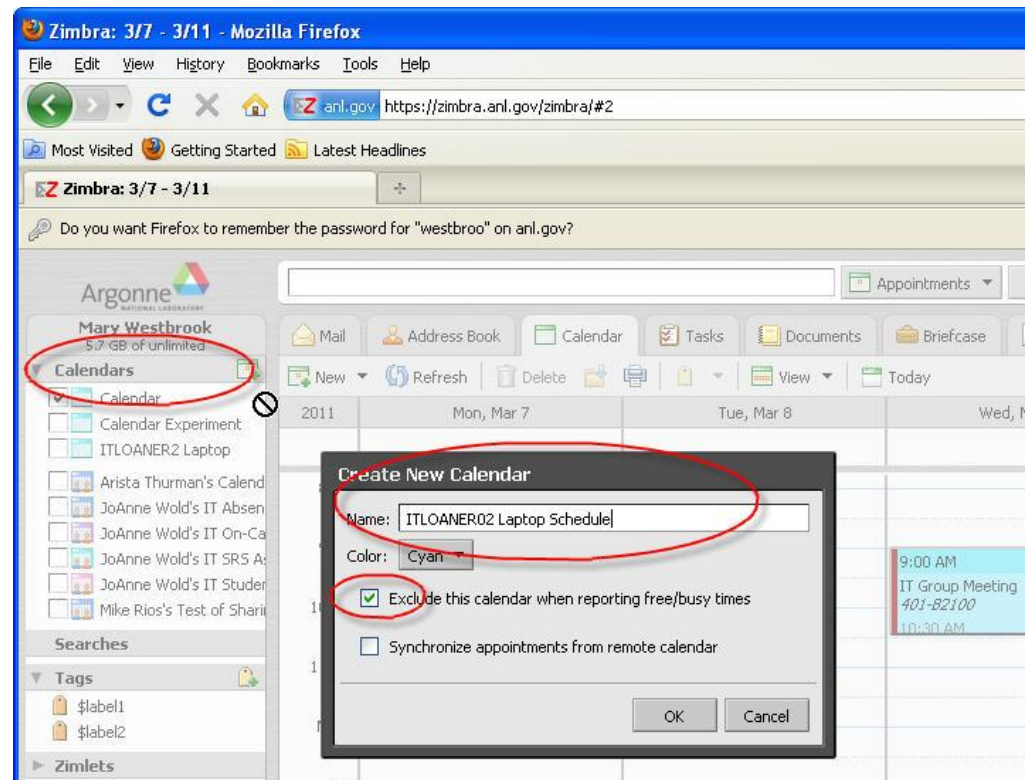 Zimbra: 3/7 - 3/11 - Mozilla Firefox
File Edit View History Bookmarks Tools Help
anl.gov https://zimbra.anl.gov/zimbra/#2
Most Visited Getting Started Latest Headlines
Zimbra: 3/7 - 3/11
Do you want Firefox to remember the password for "westbroo" on anl.gov?
Argonne
NATIONAL LABORATORY
Appointments
Mary Westbrook
5.7 GB of unlimited
Mail Address Book Calendar Tasks Documents Briefcase
Calendars
New Refresh Delete View Today
Calendar
Calendar Experiment
ITLOANER2 Laptop
Arista Thurman's Calend
JoAnne Wold's IT Absen
JoAnne Wold's IT On-Ca
JoAnne Wold's IT SRS A
JoAnne Wold's IT Studer
Mike Rios's Test of Sharin
Searches
Tags
$label1
$label2
Zimlets
2011 Mon, Mar 7 Tue, Mar 8 Wed,
Create New Calendar
Name: ITLOANER02 Laptop Schedule
Color: Cyan
Exclude this calendar when reporting free/busy times
Synchronize appointments from remote calendar
OK Cancel
9:00 AM
IT Group Meeting
401-B2100
10:30 AM